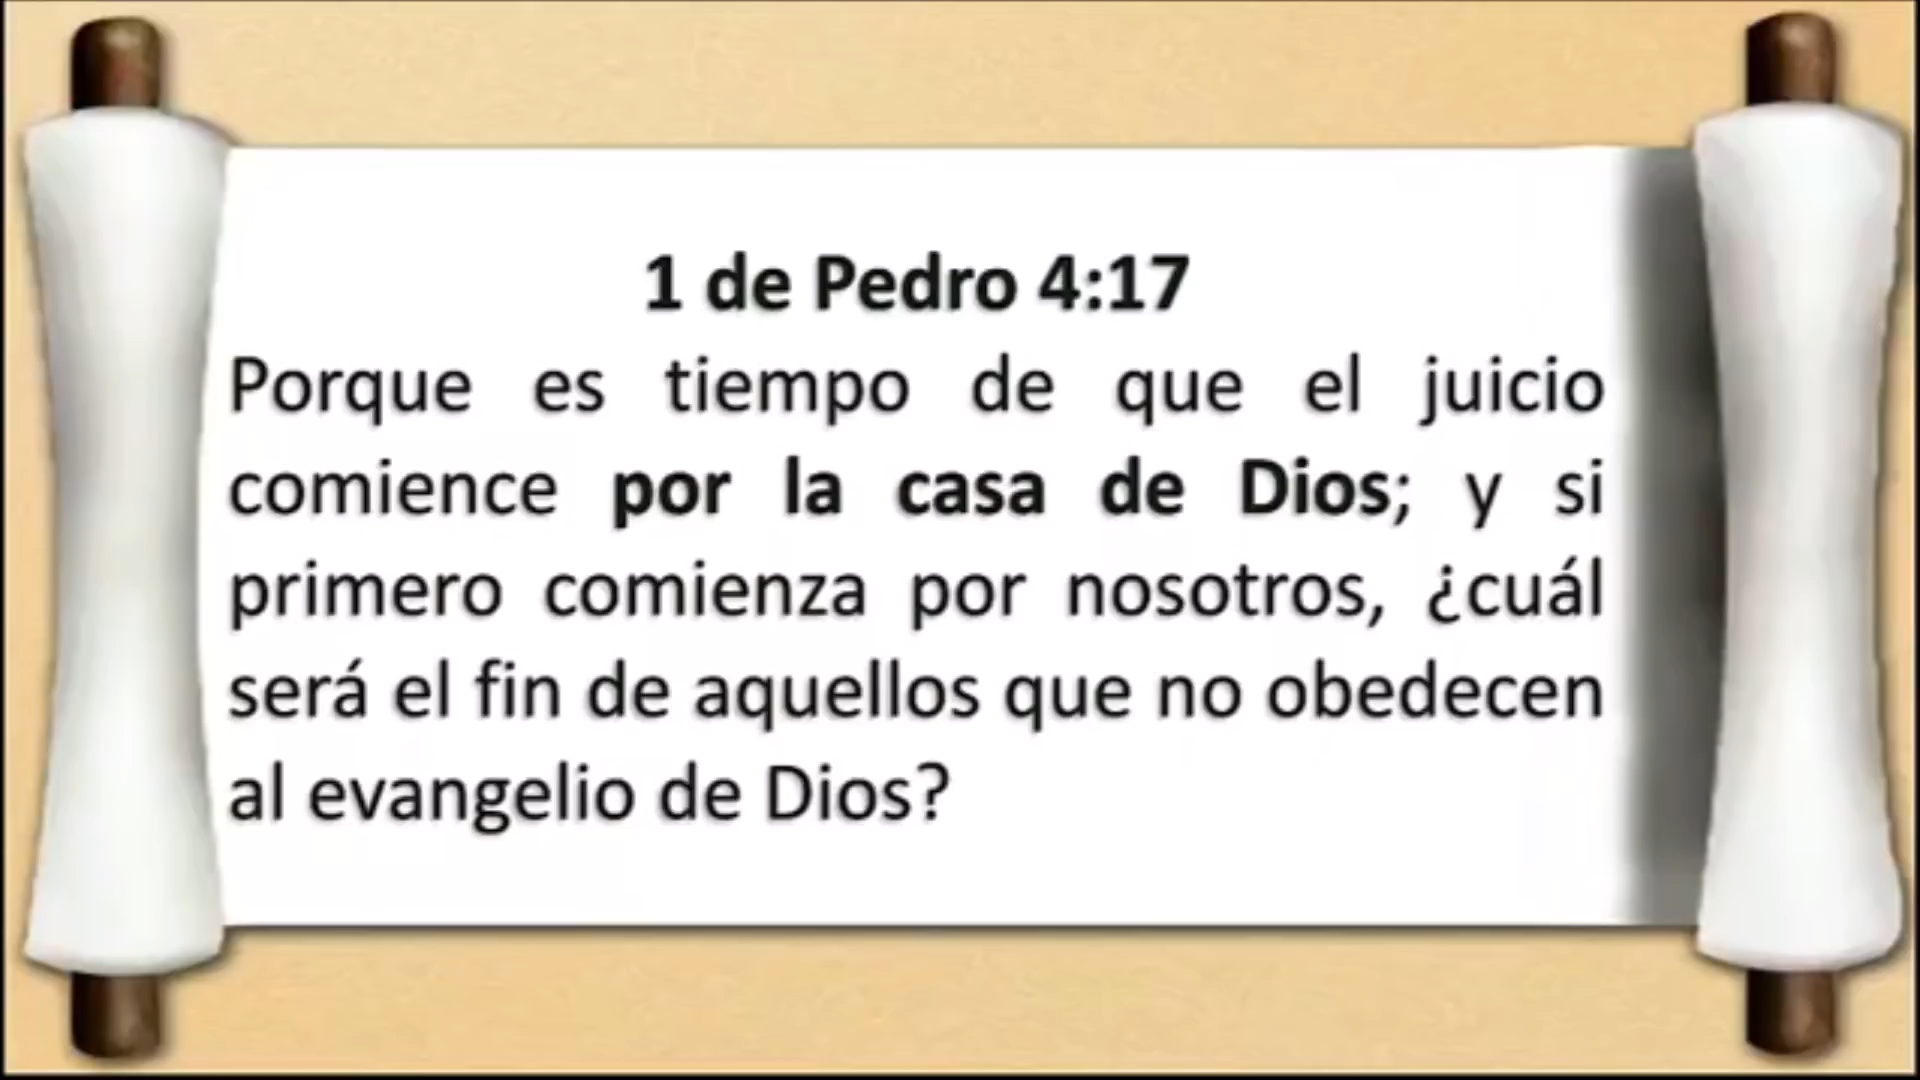 1 de Pedro 4:17
Porque es tiempo de que el juicio
comience por la casa de Dios; y si
primero comienza por nosotros, ¿cuál
será el fin de aquellos que no obedecen
al evangelio de Dios?